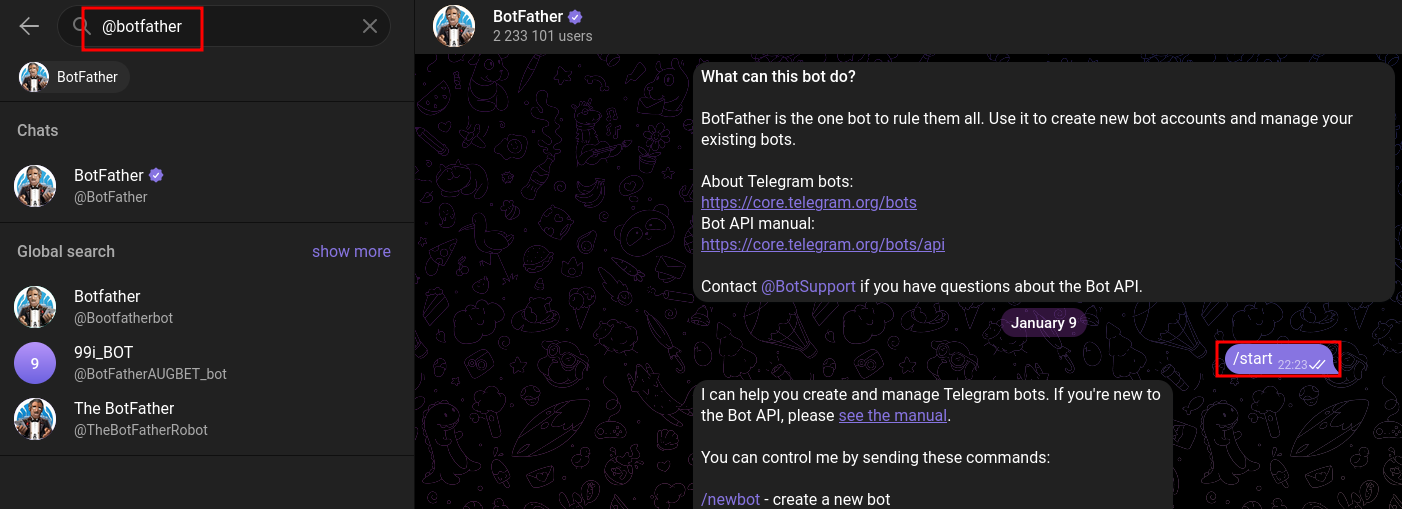 @botfather
BotFather
Chats
BotFather
@BotFather
Global search
show more
Botfather
@Bootfatherbot
9
99i_BOT
@BotFatherAUGBET_bot
The BotFather
@TheBotFatherRobot
BotFather
2 233 101 users
What can this bot do?
BotFather is the one bot to rule them all. Use it to create new bot accounts and manage your
existing bots.
About Telegram bots:
https://core.telegram.org/bots
Bot API manual:
https://core.telegram.org/bots/api
Contact @BotSupport if you have questions about the Bot API.
January 9
/start 22:23
I can help you create and manage Telegram bots. If you're new to
the Bot API, please see the manual.
You can control me by sending these commands:
/newbot - create a new bot